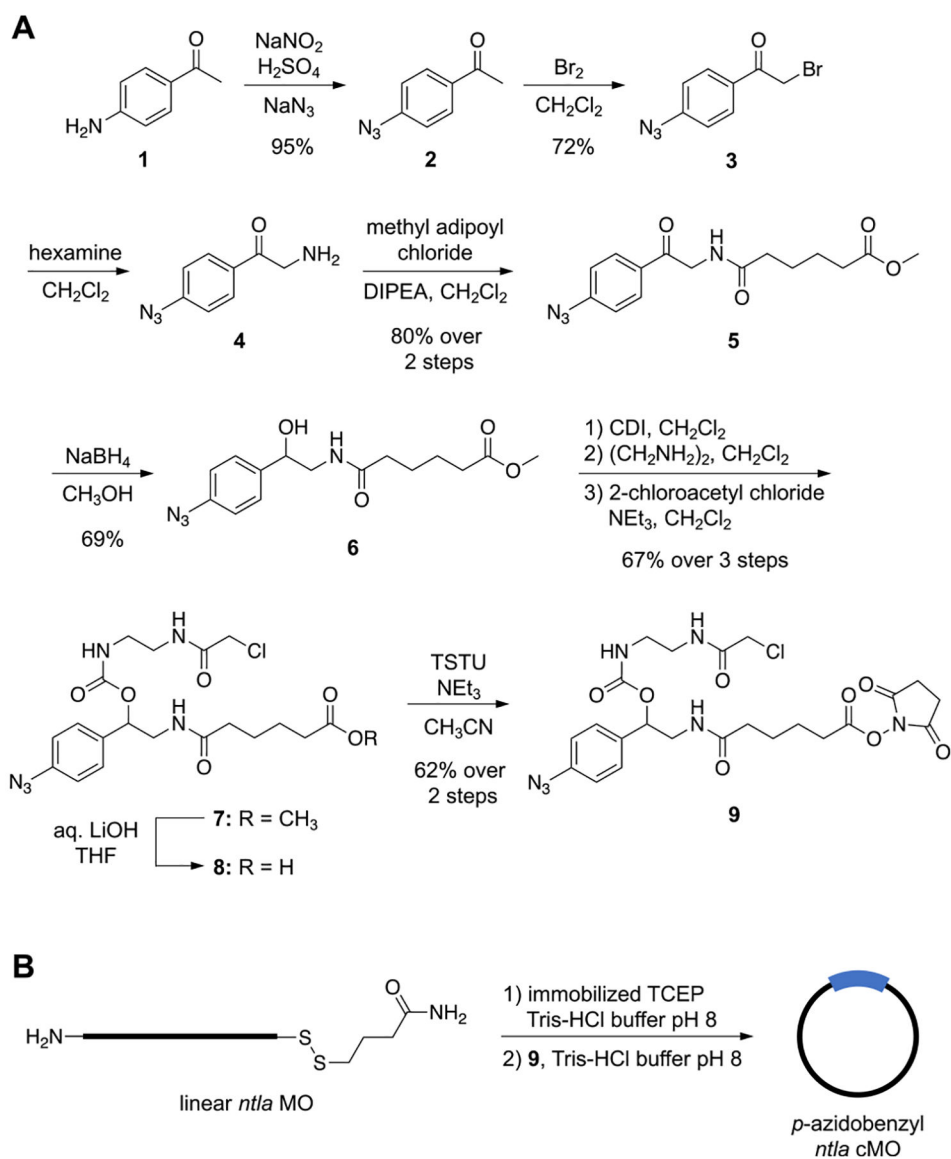 A
O
H₂N
1
NaNO₂
H₂SO₄
NaN₃
95%
O
N₃
2
Br₂
CH₂Cl₂
72%
O
Br
N₃
3
hexamine
CH₂Cl₂
O
NH₂
N₃
4
methyl adipoyl
chloride
DIPEA, CH₂Cl₂
80% over
2 steps
O
H
N
O
O
O
N₃
5
NaBH₄
CH₃OH
69%
OH
H
N
O
O
O
N₃
6
1) CDI, CH₂Cl₂
2) (CH₂NH₂)₂, CH₂Cl₂
3) 2-chloroacetyl chloride
NEt₃, CH₂Cl₂
67% over 3 steps
H
N
HN
Cl
O
O
O
H
N
O
O
OR
N₃
7: R = CH₃
aq. LiOH
THF
8: R = H
TSTU
NEt₃
CH₃CN
62% over
2 steps
H
N
HN
Cl
O
O
O
H
N
O
O
O
O
N
O
N₃
9
B
H₂N
S
S
O
NH₂
linear ntla MO
1) immobilized TCEP
Tris-HCl buffer pH 8
2) 9, Tris-HCl buffer pH 8
p-azidobenzyl
ntla cMO